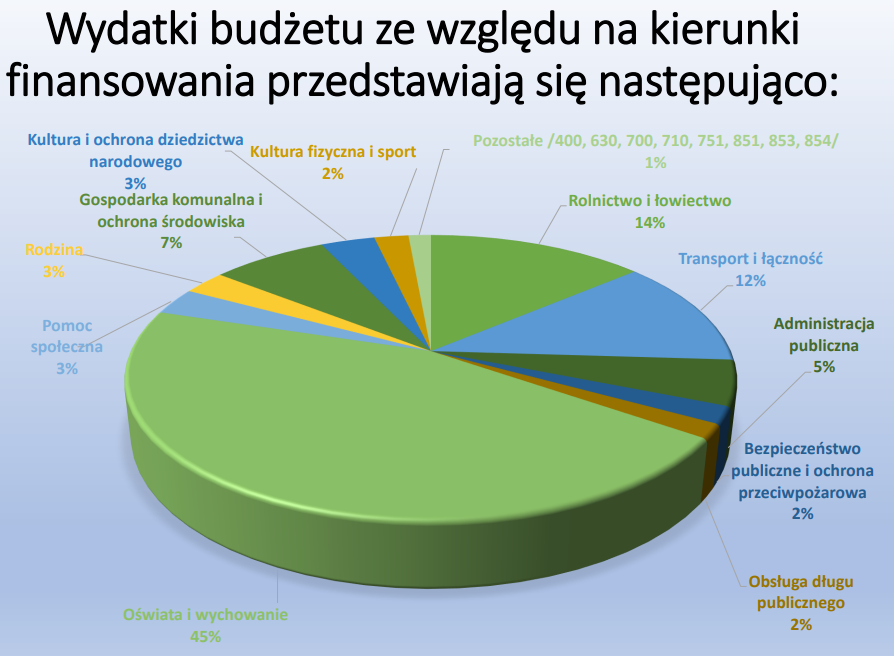 Wydatki budżetu ze względu na kierunki
finansowania przedstawiają się następująco:
Kultura i ochrona dziedzictwa
narodowego
3%
Kultura fizyczna i sport
2%
Pozostałe /400, 630, 700, 710, 751, 851, 853, 854/
1%
Gospodarka komunalna i
ochrona środowiska
7%
Rolnictwo i łowiectwo
14%
Rodzina
3%
Transport i łączność
12%
Pomoc
społeczna
3%
Administracja
publiczna
5%
Bezpieczeństwo
publiczne i ochrona
przeciwpożarowa
2%
Obsługa długu
publicznego
2%
Oświata i wychowanie
45%